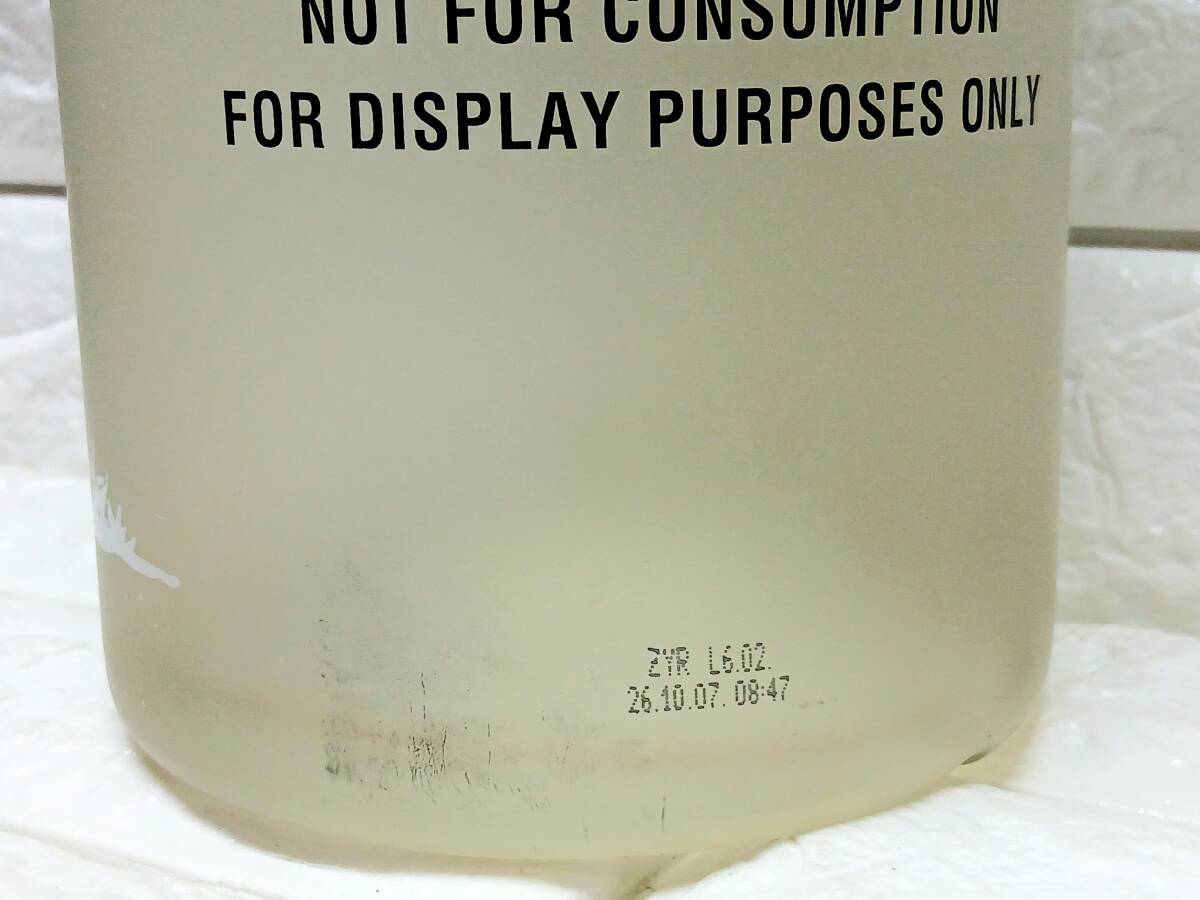 NOT FOR CONSUMPTION
FOR DISPLAY PURPOSES ONLY
ZYR L6.02.
26.10.07. 08:47